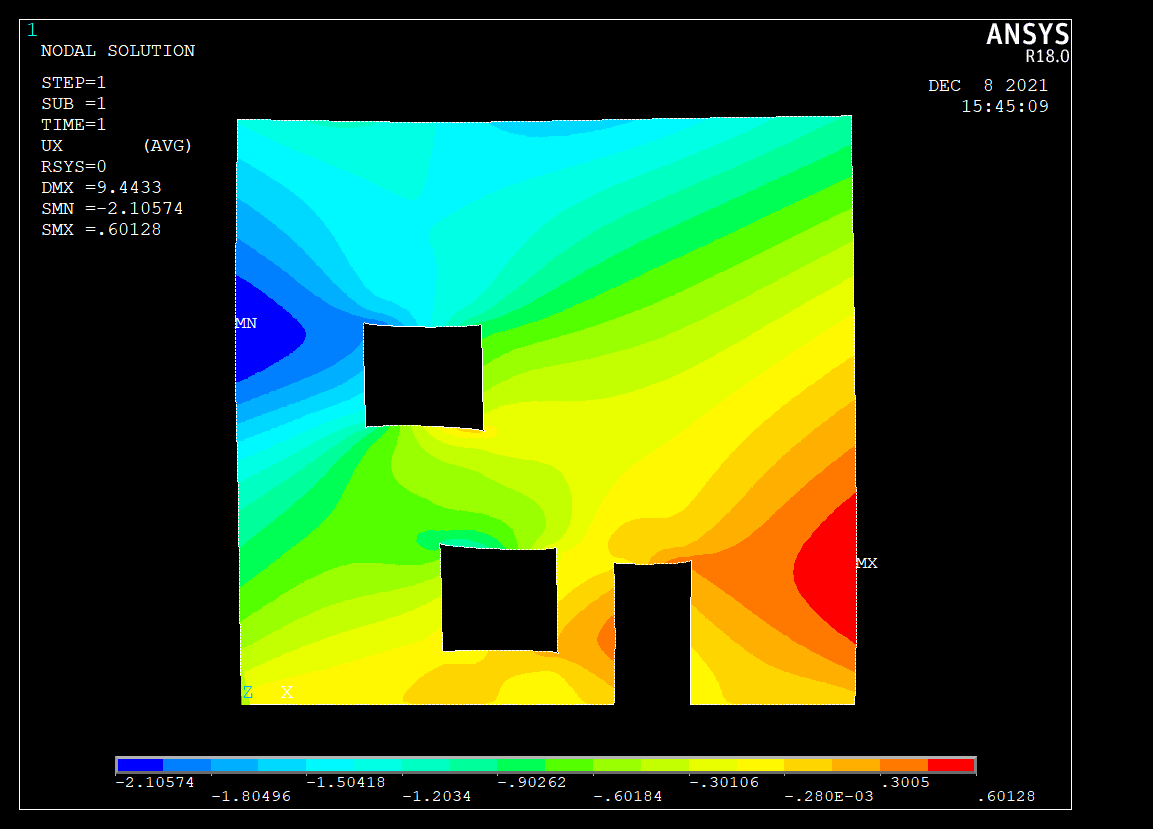 1
ANSYS
R18.0
NODAL SOLUTION
STEP=1
SUB =1
TIME=1
UX (AVG)
RSYS=0
DMX =9.4433
SMN =-2.10574
SMX =.60128
DEC 8 2021
15:45:09
MN
MX
Z X
-2.10574 -1.50418 -.90262 -.30106 .3005
-1.80496 -1.2034 -.60184 -.280E-03 .60128